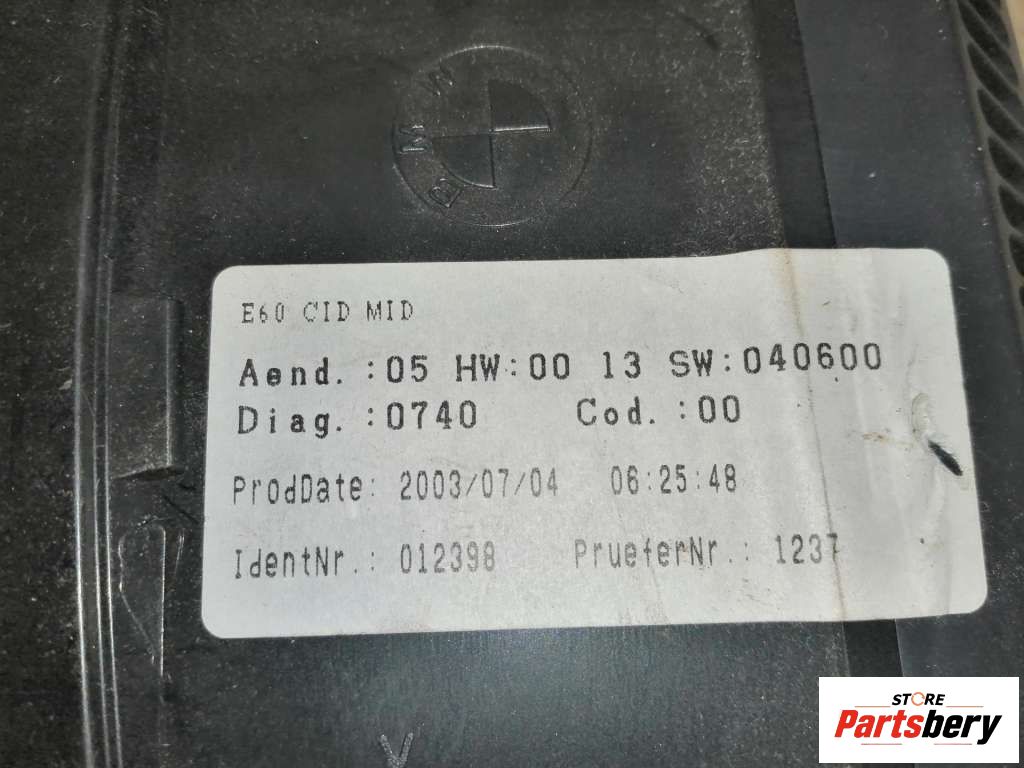 BMW
E60 CID MID
Aend.:05 HW:00 13 SW:040600
Diag.:0740 Cod.:00
ProdDate: 2003/07/04 06:25:48
IdentNr.: 012398 PrueferNr.: 1237
STORE
Partsbery